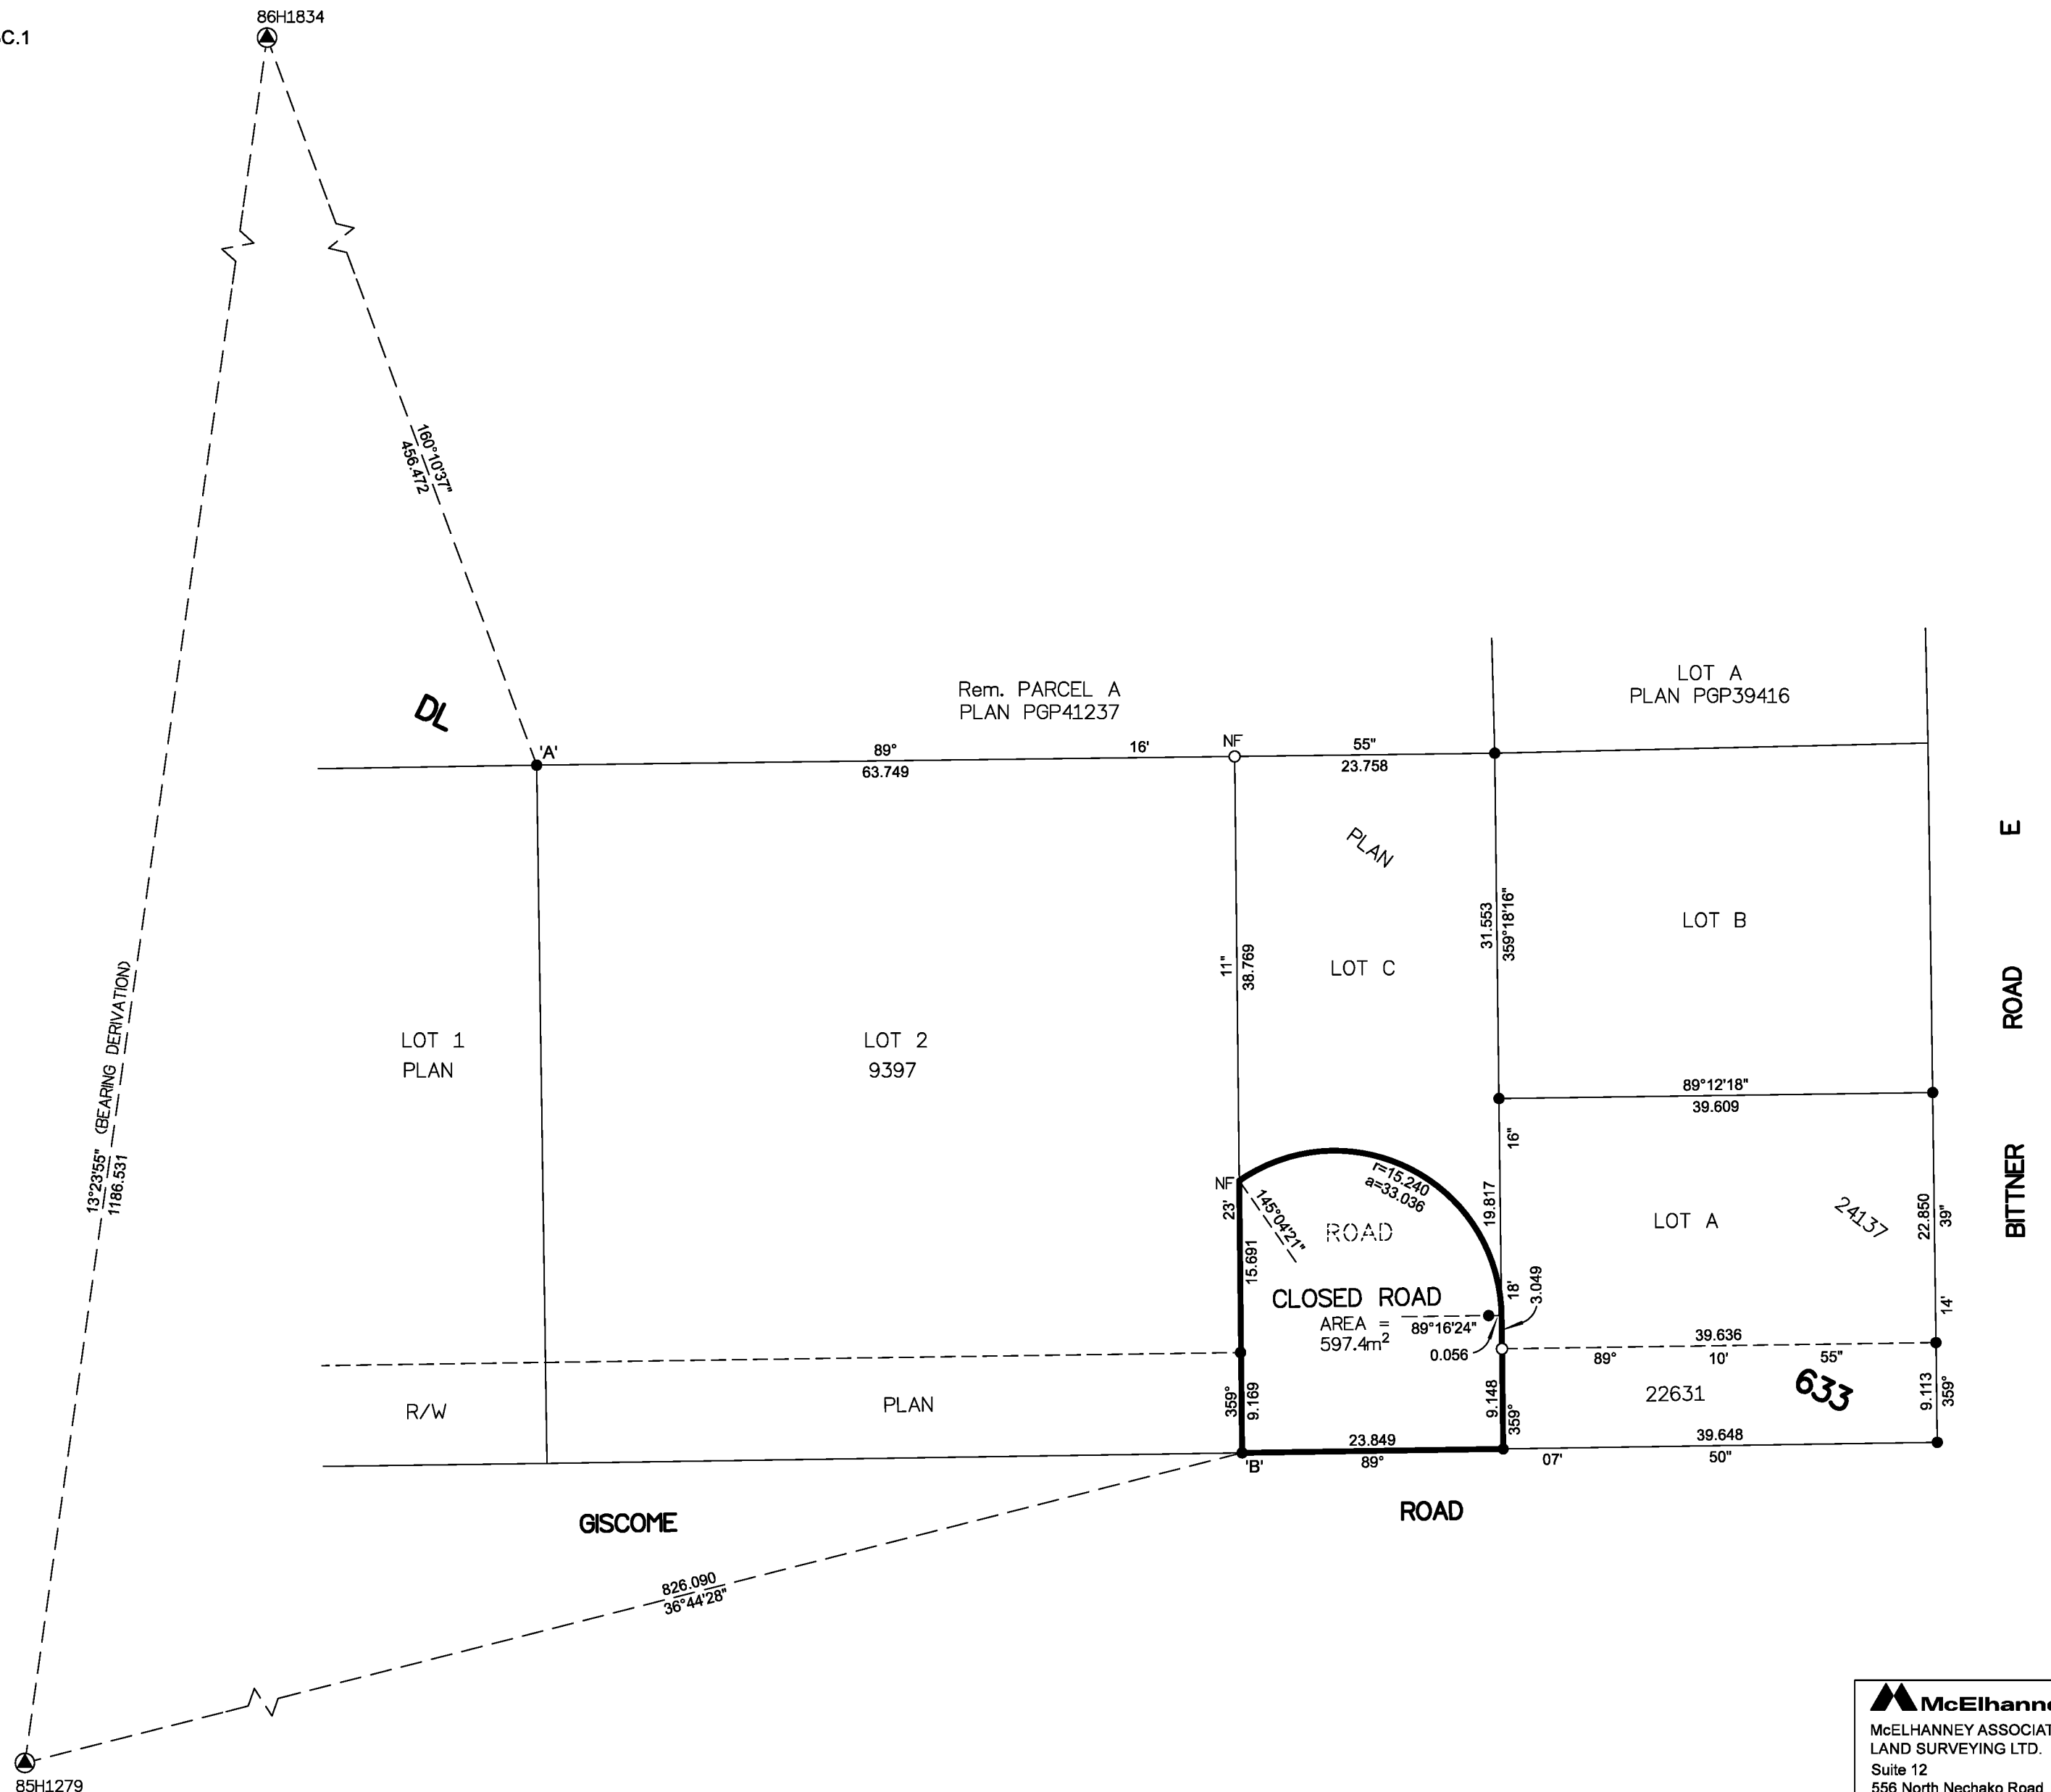 86H1834
C.1
160°10'37"
456.472
DL
Rem. PARCEL A
PLAN PGP41237
LOT A
PLAN PGP39416
'A'
89°
16'
NF
55"
63.749
23.758
E
PLAN
31.553
359°18'16"
LOT B
11"
38.769
LOT C
ROAD
13°23'55" (BEARING DERIVATION)
1186.531
LOT 1
PLAN
LOT 2
9397
89°12'18"
39.609
16"
BITTNER
r=15.240
a=33.036
NF
23'
145°04'21"
19.817
ROAD
LOT A
24137
22.850
39"
15.691
18'
3.049
CLOSED ROAD
AREA =
597.4m²
89°16'24"
0.056
14'
39.636
89°
10'
55"
633
R/W
PLAN
359°
9.169
9.148
359°
22631
9.113
359°
23.849
39.648
'B'
89°
07'
50"
GISCOME
ROAD
826.090
36°44'28"
85H1279
McElhanne
McELHANNEY ASSOCIAT
LAND SURVEYING LTD.
Suite 12
556 North Nechako Road